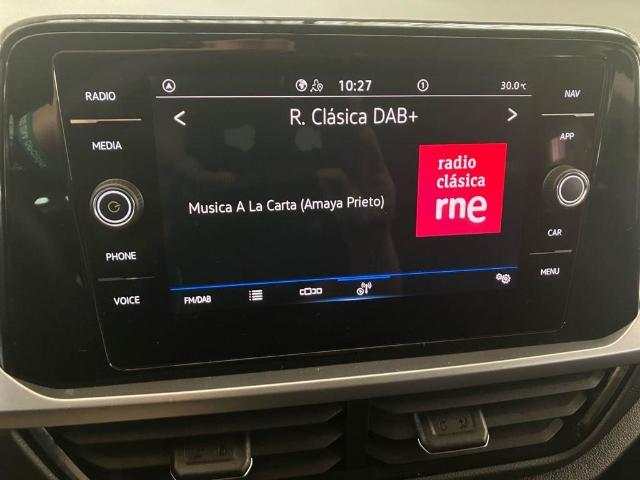 RADIO
MEDIA
PHONE
VOICE
10:27
1
30.0°C
< R. Clásica DAB+ >
Musica A La Carta (Amaya Prieto)
radio
clásica
rne
FM/DAB
NAV
APP
CAR
MENU